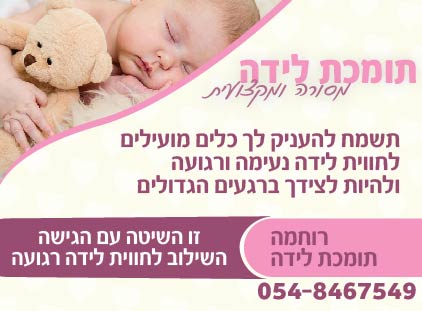 תומכת לידה
מסורה ומקצועית
תשמח להעניק לך כלים מועילים
לחווית לידה נעימה ורגועה
ולהיות לצידך ברגעים הגדולים
רוחמה
תומכת לידה
זו השיטה עם הגישה
השילוב לחווית לידה רגועה
054-8467549